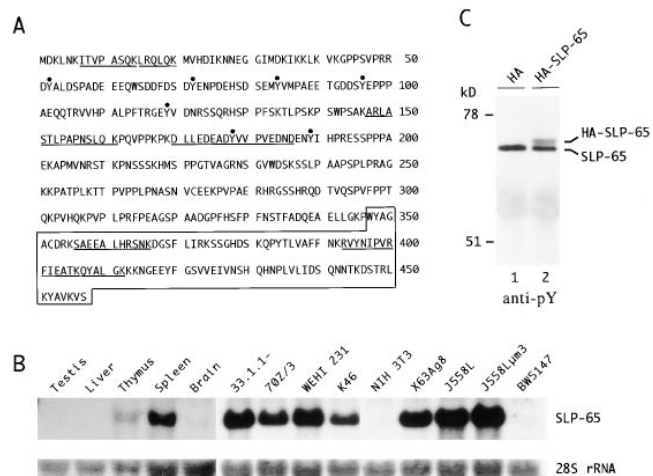 A
MDKLNKITVP ASQKLRQLQK MVHDIKNNEG GIMDKIKKLK VKGPPSVPRR 50
DYALDSPADE EEQWSDDFDS DYENPDEHSD SEMYVMPAEE TGDDSYEPPP 100
AEQQTRVVHP ALPFTRGEYV DNRSSQRHSP PFSKTLPSKP SWPSAKARLA 150
STLPAPNSLQ KPQVPPKPKD LLEDEADYVV PVEDNDENYI HPRESSPPPA 200
EKAPMVNRST KPNSSSKHMS PPGTVAGRNS GVWDSKSSLP AAPSPLPRAG 250
KKPATPLKTT PVPPLPNASN VCEEKPVPAE RHRGSSHRQD TVQSPVFPPT 300
QKPVHQKPVP LPRFPEAGSP AADGPFHSFP FNSTFADQEA ELLGKPWYAG 350
ACDRKSAEEA LHRSNKDGSF LIRKSSGHDS KQPYTLVAFF NKRVYNIPVR 400
FIEATKQYAL GKKKNGEEYF GSVVEIVNSH QHNPLVLIDS QNNTKDSTRL 450
KYAVKVS
C
HA HA-SLP-65
kD
78
HA-SLP-65
SLP-65
51
1 2
anti-pY
B
Testis Liver Thymus Spleen Brain 33.1.1- 70Z/3 WEHI 231 K46 NIH 3T3 X63Ag8 J558L J558Lμm3 BW5147
SLP-65
28S rRNA